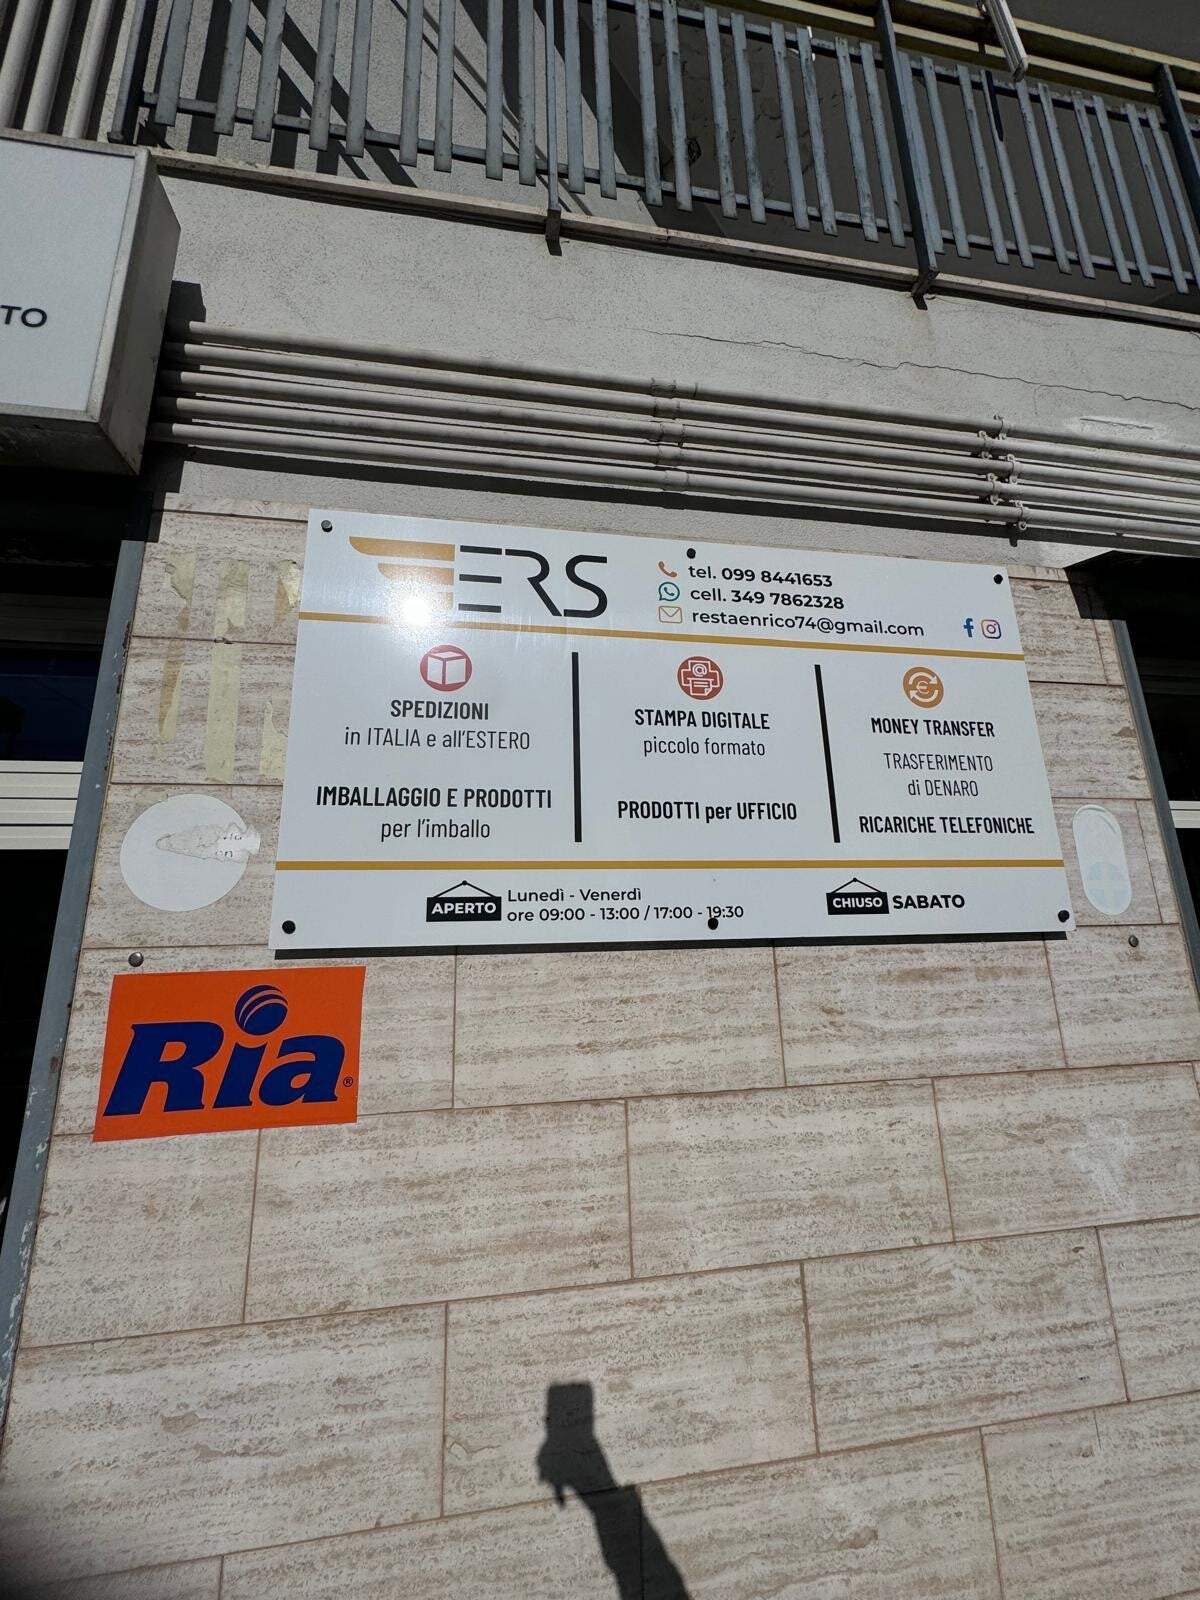 TO
ERS
tel. 099 8441653
cell. 349 7862328
restaenrico74@gmail.com
SPEDIZIONI
in ITALIA e all'ESTERO
IMBALLAGGIO E PRODOTTI
per l'imballo
STAMPA DIGITALE
piccolo formato
PRODOTTI per UFFICIO
MONEY TRANSFER
TRASFERIMENTO
di DENARO
RICARICHE TELEFONICHE
APERTO
Lunedì - Venerdì
ore 09:00 - 13:00 / 17:00 - 19:30
CHIUSO SABATO
Ria®